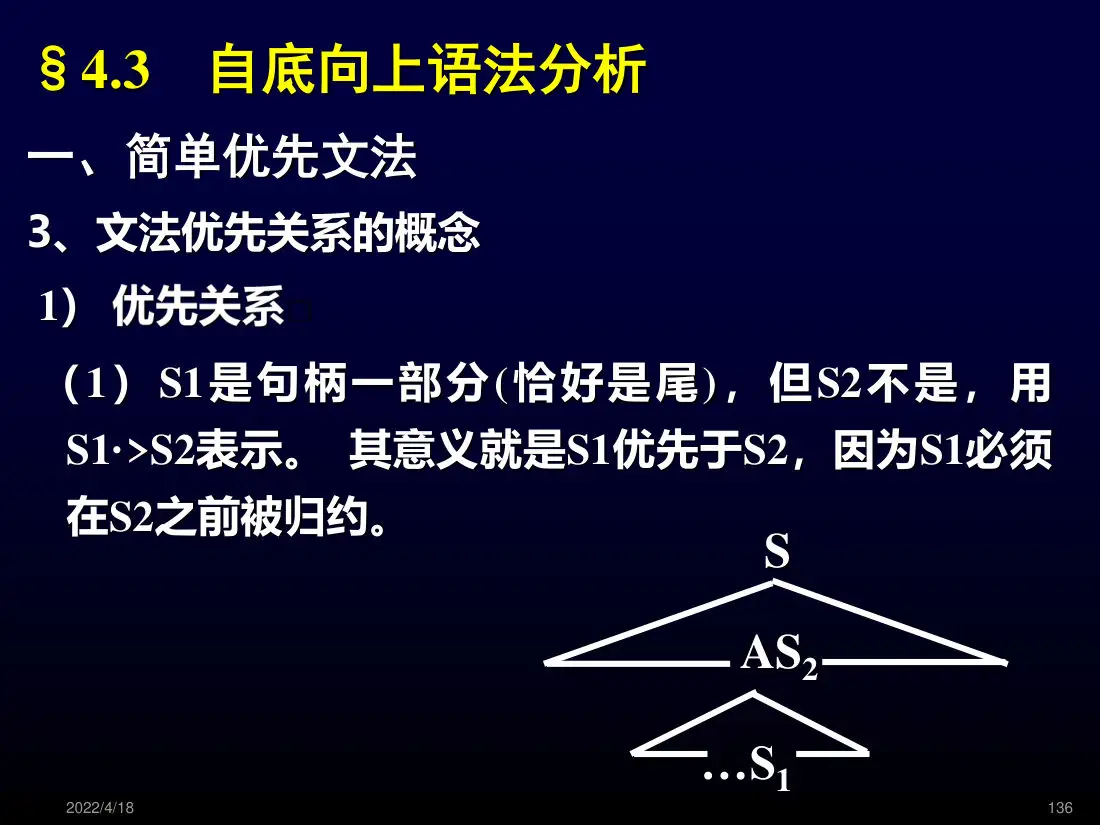 §4.3 自底向上语法分析
一、简单优先文法
3、文法优先关系的概念
1） 优先关系
（1）S1是句柄一部分(恰好是尾)，但S2不是，用
S1·>S2表示。 其意义就是S1优先于S2，因为S1必须
在S2之前被归约。
S
AS₂
…S₁
2022/4/18
136